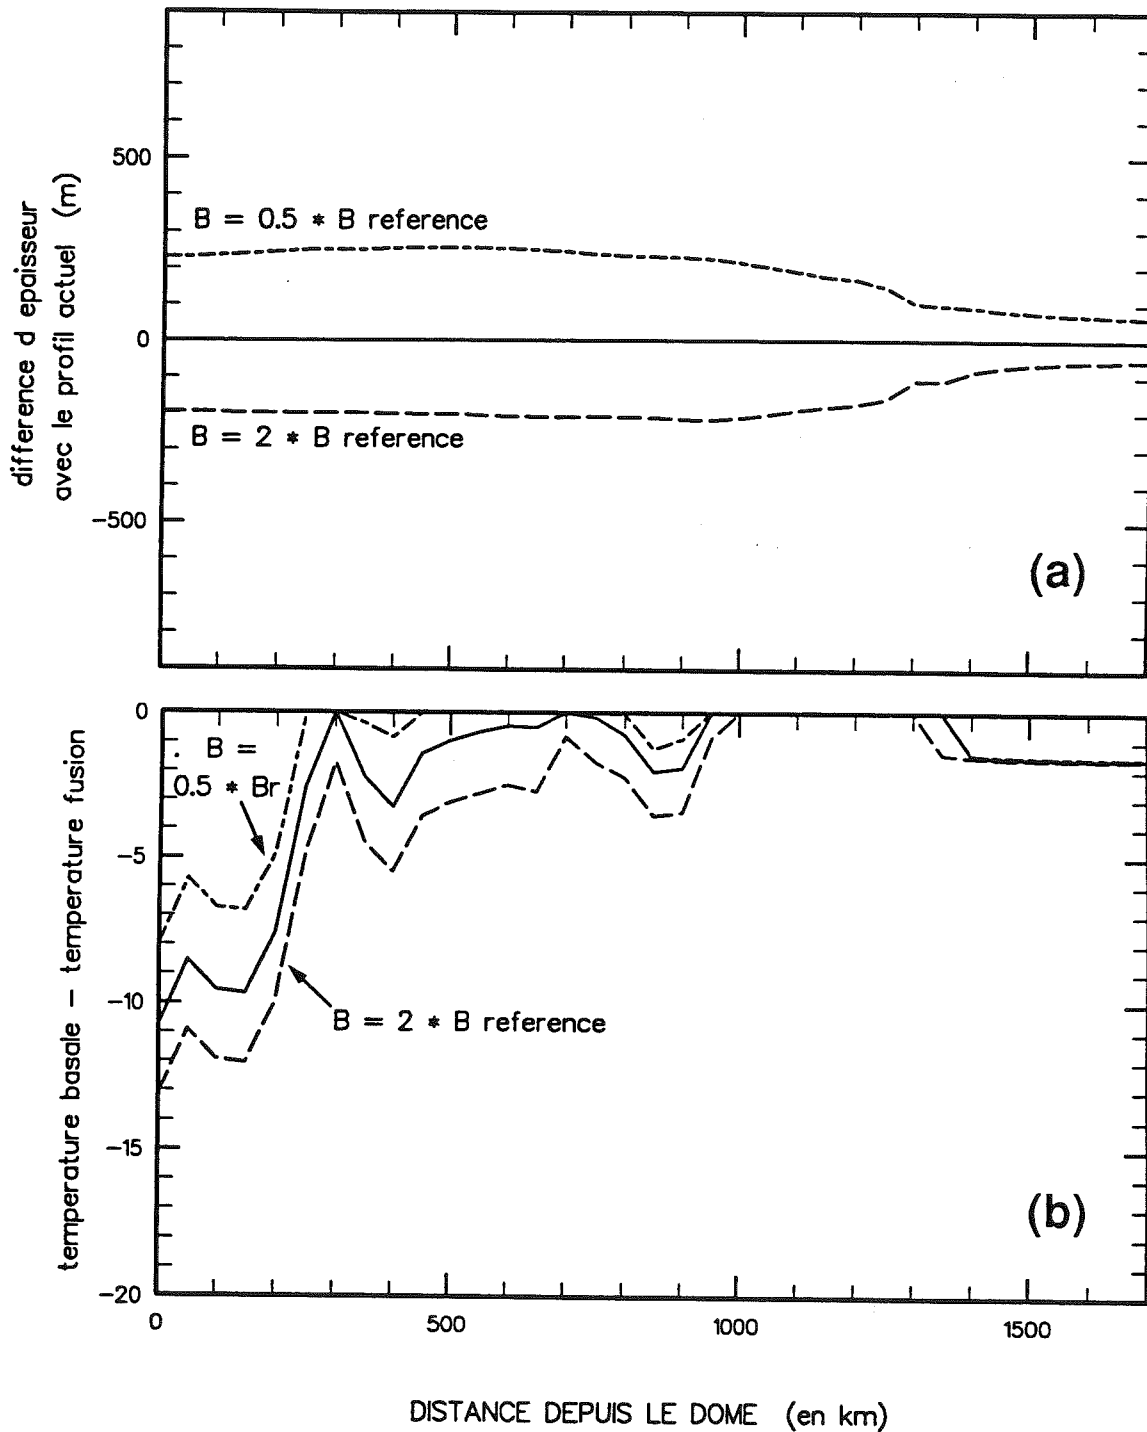 500
0
-500
difference d epaisseur
avec le profil actuel (m)
B = 0.5 * B reference
B = 2 * B reference
(a)
0
-5
-10
-15
-20
temperature basale – temperature fusion
B =
0.5 * Br
B = 2 * B reference
(b)
0
500
1000
1500
DISTANCE DEPUIS LE DOME (en km)